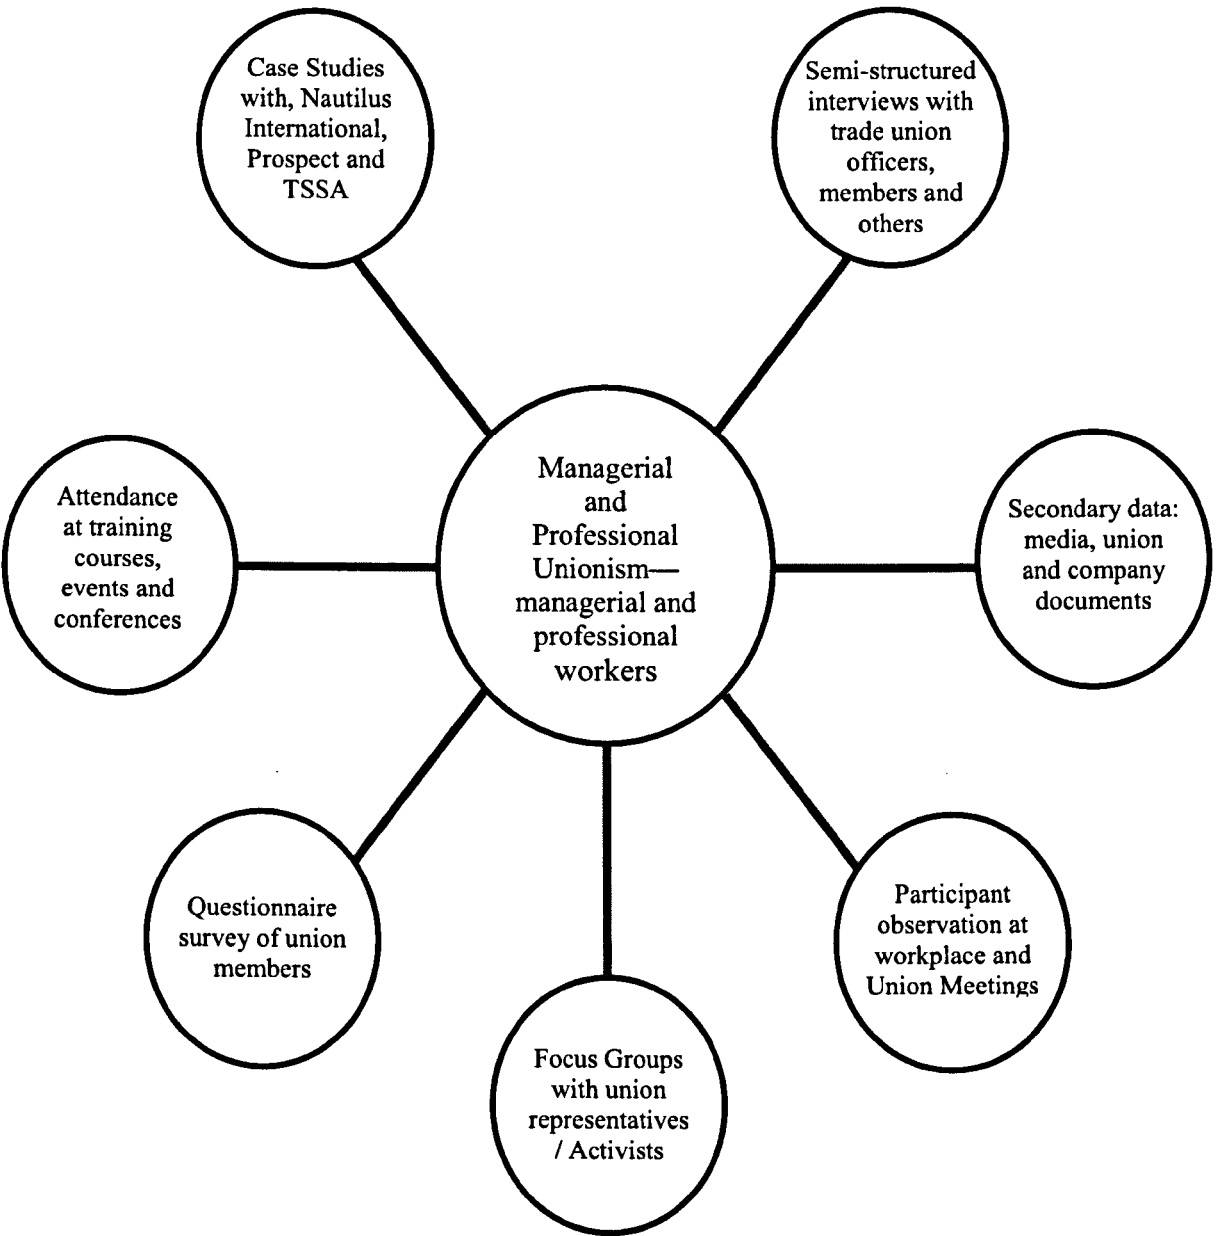 Case Studies
with, Nautilus
International,
Prospect and
TSSA
Semi-structured
interviews with
trade union
officers,
members and
others
Attendance
at training
courses,
events and
conferences
Managerial
and
Professional
Unionism—
managerial and
professional
workers
Secondary data:
media, union
and company
documents
Questionnaire
survey of union
members
Participant
observation at
workplace and
Union Meetings
Focus Groups
with union
representatives
/ Activists